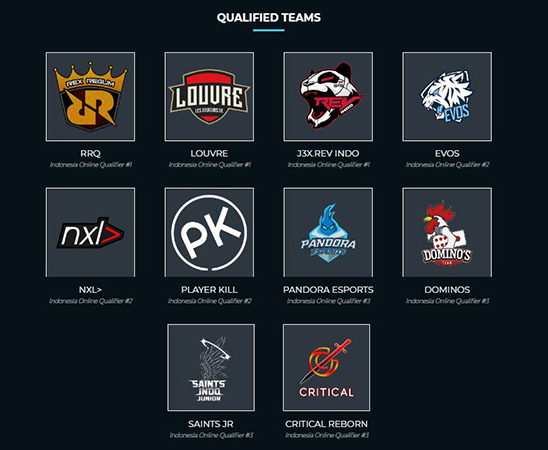 QUALIFIED TEAMS
REX REGUM
RR
LOUVRE
LES JOUEURS DE
REV
EVOS
RRQ
LOUVRE
J3X.REV INDO
EVOS
Indonesia Online Qualifier #1
Indonesia Online Qualifier #1
Indonesia Online Qualifier #1
Indonesia Online Qualifier #2
nxl>
PK
PANDORA
ESPORTS
DOMINO'S
TEAM
NXL>
PLAYER KILL
PANDORA ESPORTS
DOMINOS
Indonesia Online Qualifier #2
Indonesia Online Qualifier #2
Indonesia Online Qualifier #3
Indonesia Online Qualifier #3
SAINTS
INDO
JUNIOR
CRITICAL
SAINTS JR
CRITICAL REBORN
Indonesia Online Qualifier #3
Indonesia Online Qualifier #3